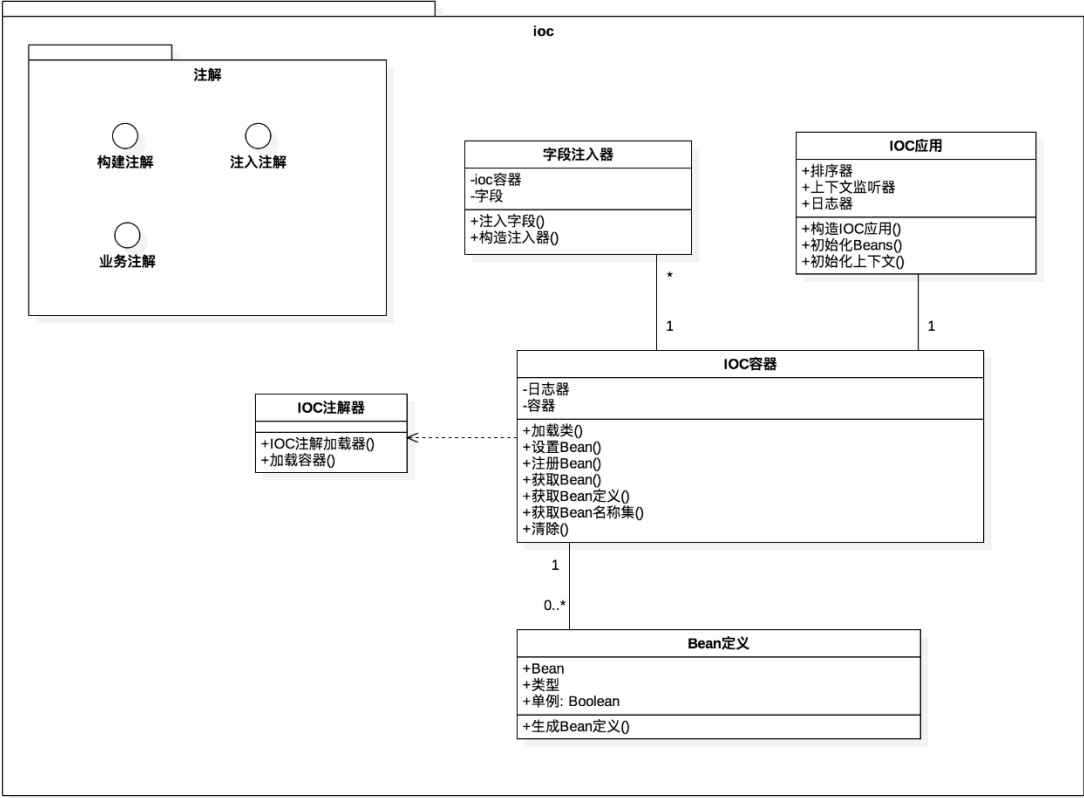 ioc
注解
构建注解
注入注解
业务注解
字段注入器
-ioc容器
-字段
+注入字段()
+构造注入器()
IOC应用
+排序器
+上下文监听器
+日志器
+构造IOC应用()
+初始化Beans()
+初始化上下文()
*
1
1
IOC容器
-日志器
-容器
+加载类()
+设置Bean()
+注册Bean()
+获取Bean()
+获取Bean定义()
+获取Bean名称集()
+清除()
IOC注解器
+IOC注解加载器()
+加载容器()
1
0..*
Bean定义
+Bean
+类型
+单例: Boolean
+生成Bean定义()